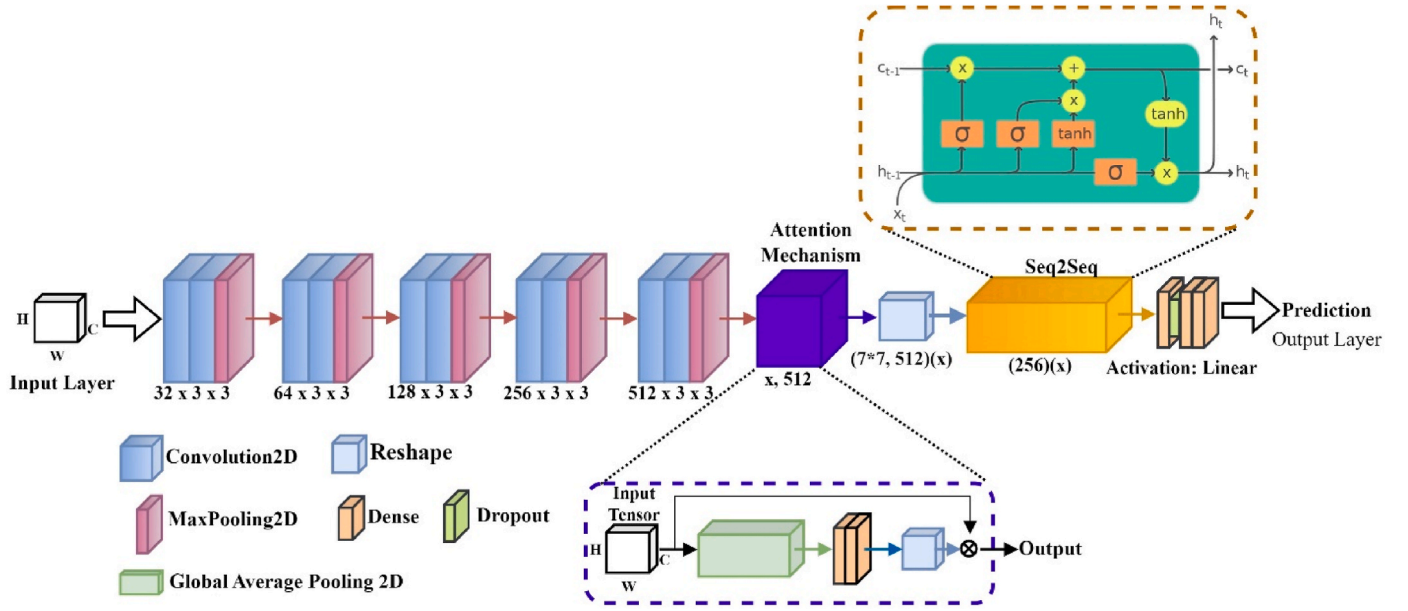 h_t
c_{t-1}
x
+
c_t
x
tanh
σ
σ
tanh
h_{t-1}
σ
x
h_t
x_t
Attention
Mechanism
Seq2Seq
H
C
W
Input Layer
Prediction
Output Layer
32 x 3 x 3
64 x 3 x 3
128 x 3 x 3
256 x 3 x 3
512 x 3 x 3
x, 512
(7*7, 512)(x)
(256)(x)
Activation: Linear
Convolution2D
Reshape
MaxPooling2D
Dense
Dropout
Global Average Pooling 2D
Input
Tensor
H
C
W
Output